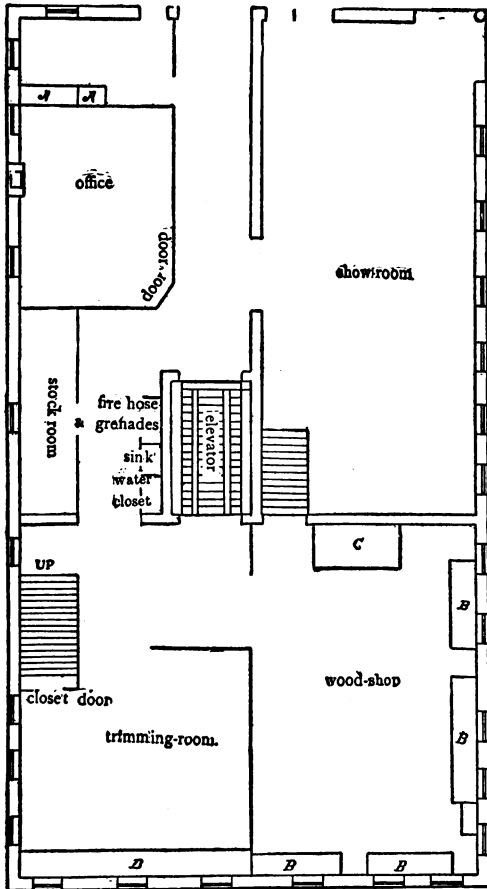 A A
office
door·roop
showroom
stock room
fire hose
grenades
sink
water
closet
elevator
C
UP
B
closet door
wood-shop
B
trimming-room.
D B B